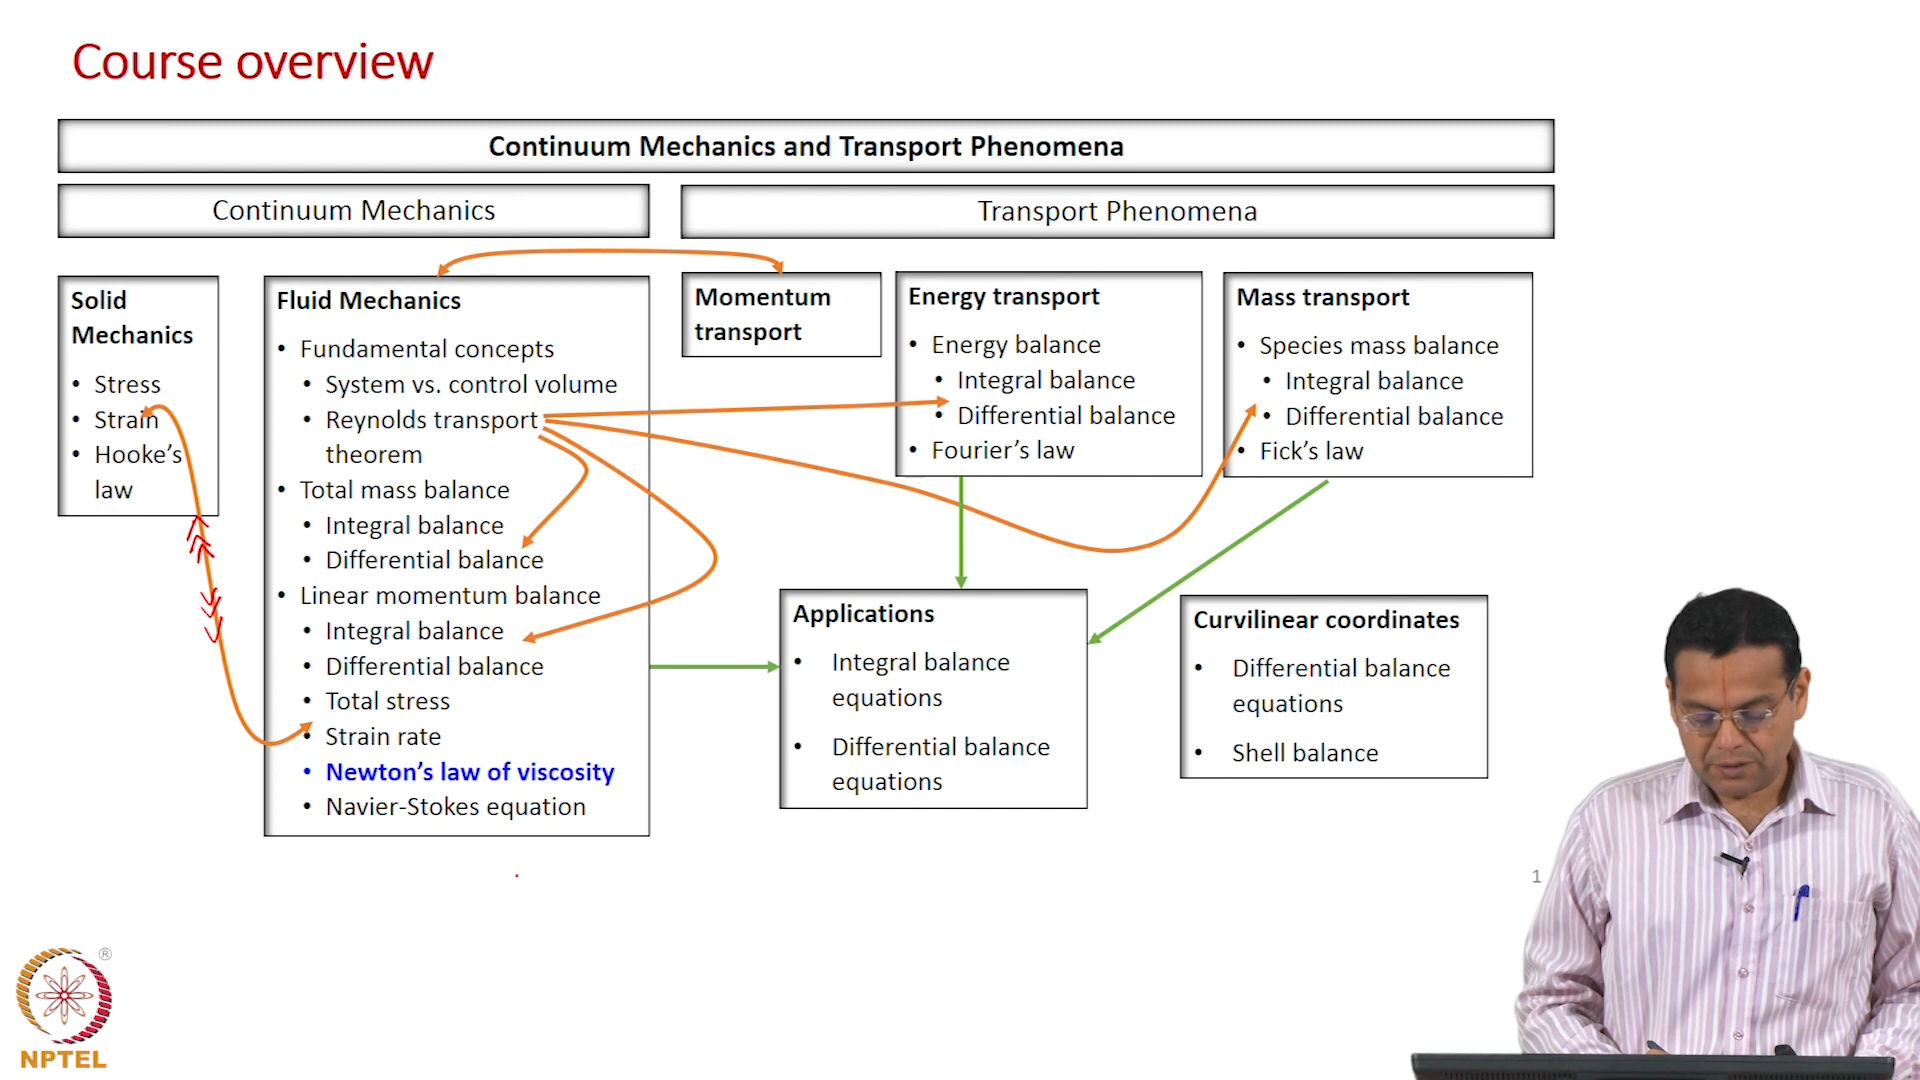 Course overview
Continuum Mechanics and Transport Phenomena
Continuum Mechanics
Transport Phenomena
Solid
Mechanics
• Stress
• Strain
• Hooke's
law
Fluid Mechanics
• Fundamental concepts
• System vs. control volume
• Reynolds transport
theorem
• Total mass balance
• Integral balance
• Differential balance
• Linear momentum balance
• Integral balance
• Differential balance
• Total stress
• Strain rate
• Newton's law of viscosity
• Navier-Stokes equation
Momentum
transport
Energy transport
• Energy balance
• Integral balance
• Differential balance
• Fourier's law
Mass transport
• Species mass balance
• Integral balance
• Differential balance
• Fick's law
Applications
• Integral balance
equations
• Differential balance
equations
Curvilinear coordinates
• Differential balance
equations
• Shell balance
1
®
NPTEL